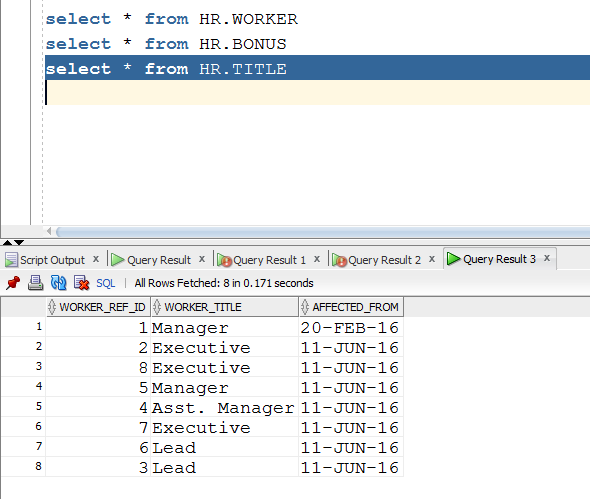 select * from HR.WORKER
select * from HR.BONUS
select * from HR.TITLE
Script Output x Query Result x Query Result 1 x Query Result 2 x Query Result 3 x
SQL All Rows Fetched: 8 in 0.171 seconds
WORKER_REF_ID WORKER_TITLE AFFECTED_FROM
1 1 Manager 20-FEB-16
2 2 Executive 11-JUN-16
3 8 Executive 11-JUN-16
4 5 Manager 11-JUN-16
5 4 Asst. Manager 11-JUN-16
6 7 Executive 11-JUN-16
7 6 Lead 11-JUN-16
8 3 Lead 11-JUN-16